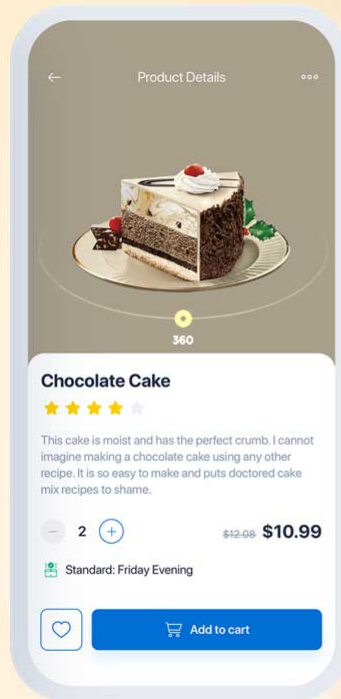 Product Details
360
Chocolate Cake
This cake is moist and has the perfect crumb. I cannot
imagine making a chocolate cake using any other
recipe. It is so easy to make and puts doctored cake
mix recipes to shame.
2 $12.08 $10.99
Standard: Friday Evening
Add to cart